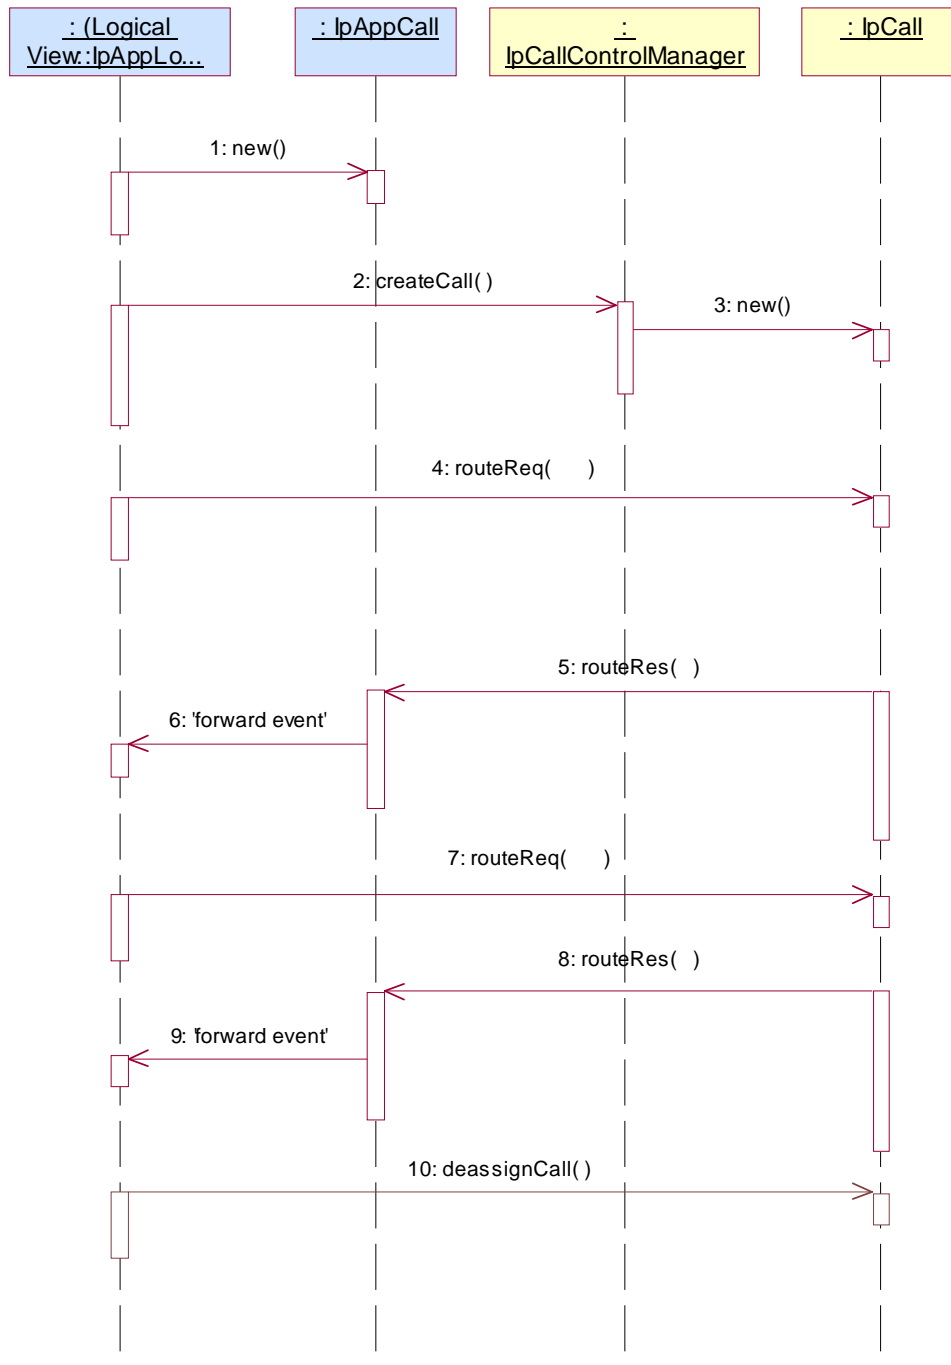 : (Logical
View::IpAppLo...
: IpAppCall
:
IpCallControlManager
: IpCall
1: new()
2: createCall( )
3: new()
4: routeReq( )
5: routeRes( )
6: 'forward event'
7: routeReq( )
8: routeRes( )
9: 'forward event'
10: deassignCall( )